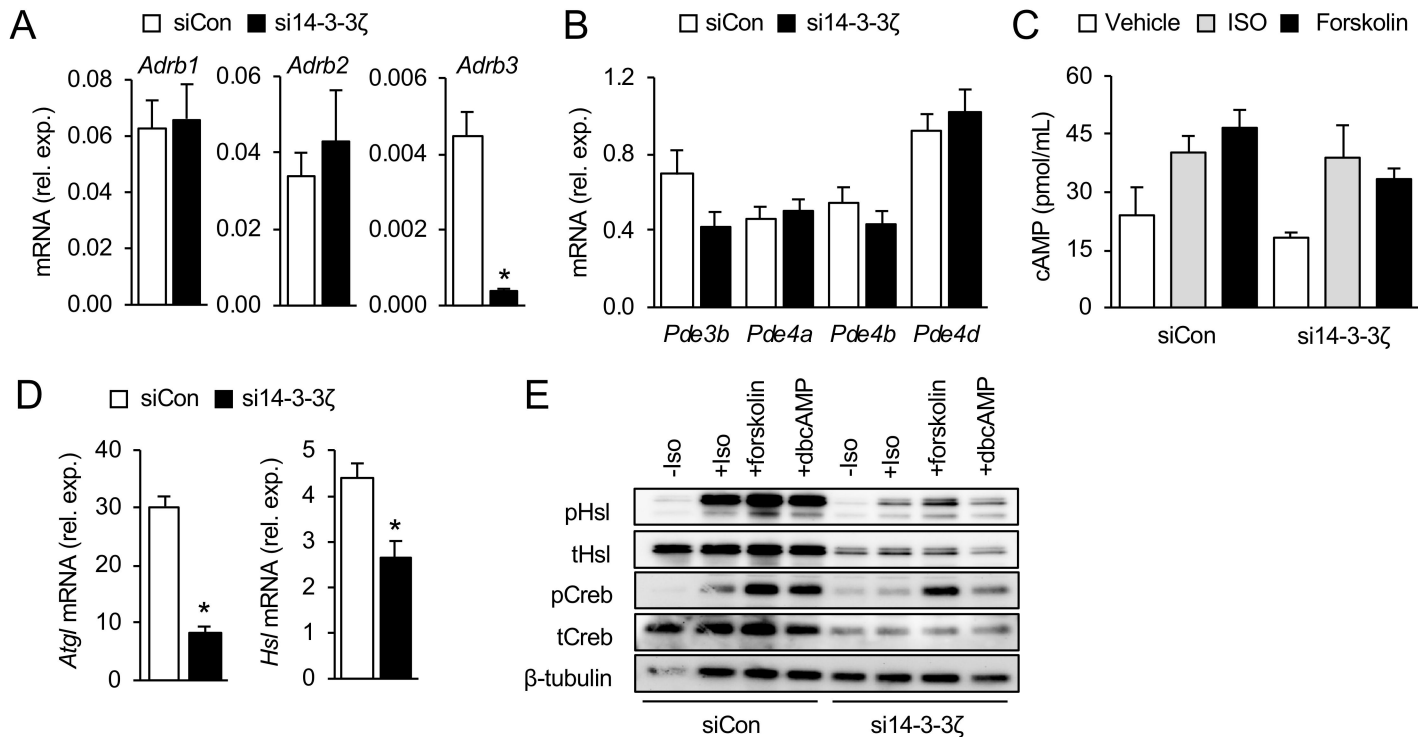 A
siCon si14-3-3ζ
Adrb1 Adrb2 Adrb3
mRNA (rel. exp.)
0.08
0.06
0.04
0.02
0.00
0.06
0.04
0.02
0.00
0.006
0.004
0.002
0.000
*
B
siCon si14-3-3ζ
mRNA (rel. exp.)
1.2
0.8
0.4
0.0
Pde3b Pde4a Pde4b Pde4d
C
Vehicle ISO Forskolin
cAMP (pmol/mL)
60
45
30
15
0
siCon si14-3-3ζ
D
siCon si14-3-3ζ
Atgl mRNA (rel. exp.)
40
30
20
10
0
*
Hsl mRNA (rel. exp.)
5
4
3
2
1
0
*
E
-Iso +Iso +forskolin +dbcAMP -Iso +Iso +forskolin +dbcAMP
pHsl
tHsl
pCreb
tCreb
β-tubulin
siCon si14-3-3ζ